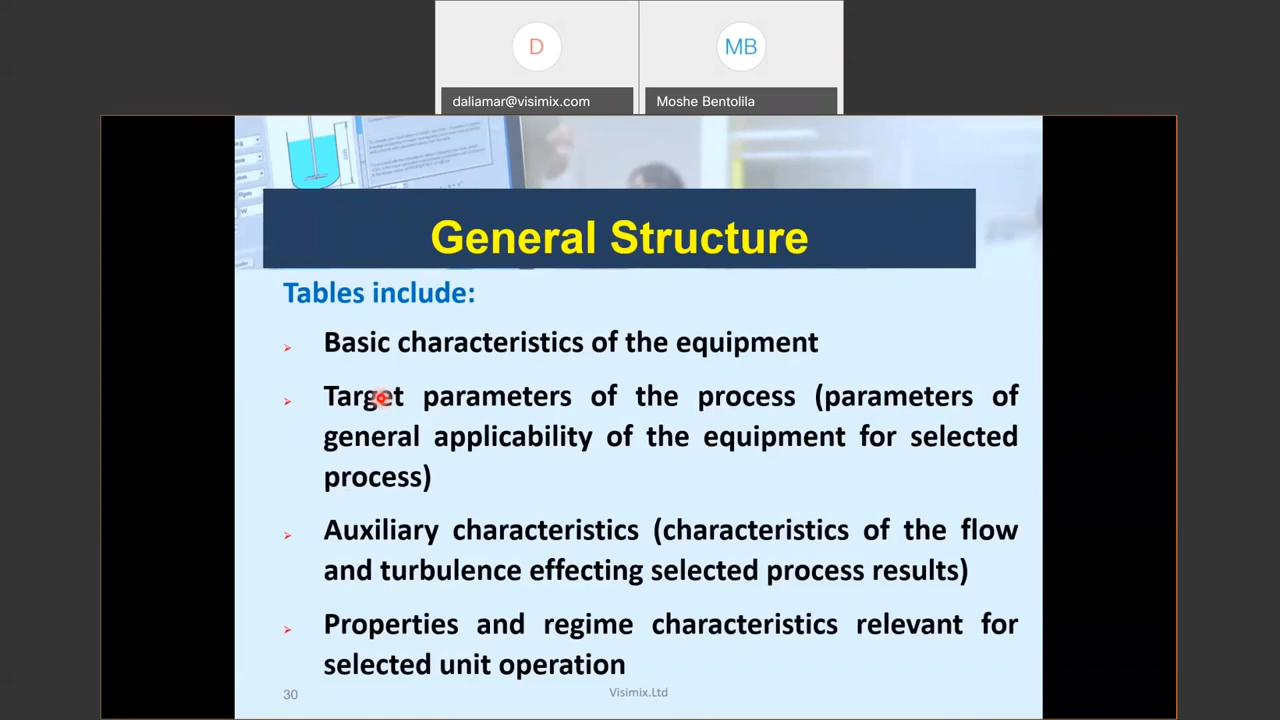 D
MB
daliamar@visimix.com
Moshe Bentolila
General Structure
Tables include:
Basic characteristics of the equipment
Target parameters of the process (parameters of
general applicability of the equipment for selected
process)
Auxiliary characteristics (characteristics of the flow
and turbulence effecting selected process results)
Properties and regime characteristics relevant for
selected unit operation
30
Visimix.Ltd